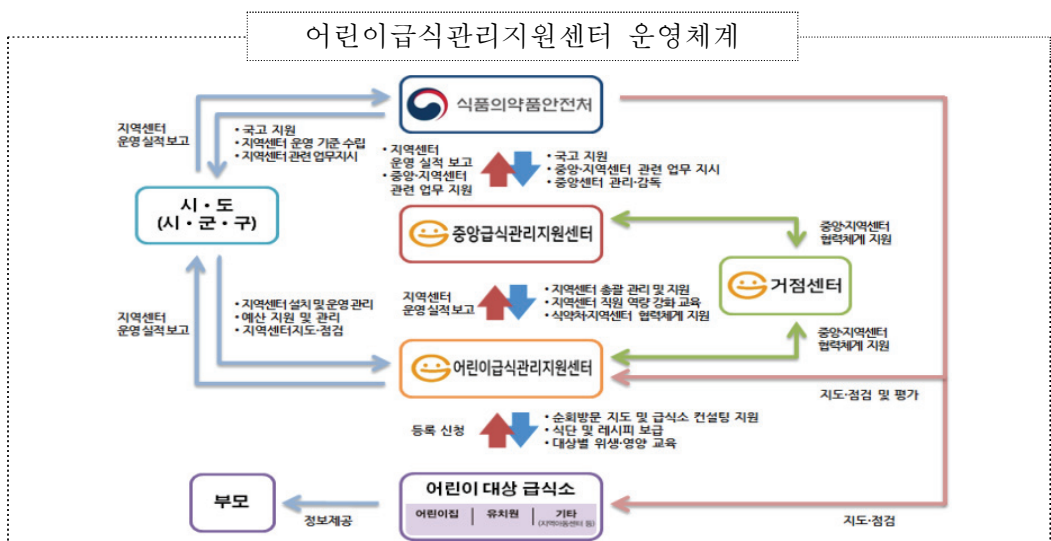 어린이급식관리지원센터 운영체계
식품의약품안전처
지역센터
운영 실적 보고
• 국고 지원
• 지역센터 운영 기준 수립
• 지역센터 관련 업무지시
• 지역센터
운영 실적 보고
• 중앙·지역센터
관련 업무 지원
• 국고 지원
• 중앙·지역센터 관련 업무 지시
• 중앙센터 관리·감독
시·도
(시·군·구)
중앙급식관리지원센터
중앙·지역센터
협력체계 지원
거점센터
지역센터
운영 실적 보고
• 지역센터 설치 및 운영 관리
• 예산 지원 및 관리
• 지역센터지도·점검
지역센터
운영 실적보고
• 지역센터 총괄 관리 및 지원
• 지역센터 직원 역량 강화 교육
• 식약처·지역센터 협력체계 지원
중앙·지역센터
협력체계 지원
어린이급식관리지원센터
지도·점검 및 평가
등록 신청
• 순회방문 지도 및 급식소 컨설팅 지원
• 식단 및 레시피 보급
• 대상별 위생·영양 교육
부모
정보제공
어린이 대상 급식소
어린이집
유치원
기타
(지역아동센터 등)
지도·점검